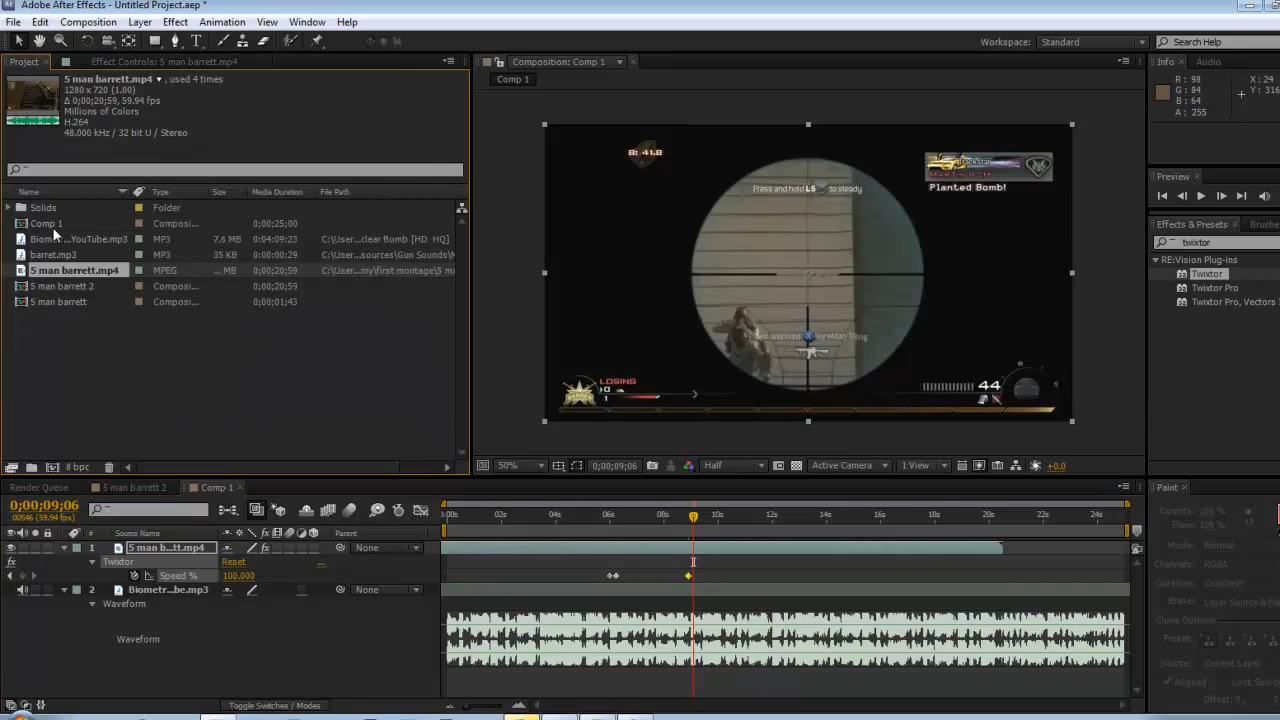 Adobe After Effects - Untitled Project.aep *
File Edit Composition Layer Effect Animation View Window Help
Workspace: Standard Search Help
Project Effect Controls: 5 man barrett.mp4 Composition: Comp 1 Info Audio
5 man barrett.mp4 , used 4 times
1280 x 720 (1.00)
Δ 0;00;20;59, 59.94 fps
Millions of Colors
H.264
48.000 kHz / 32 bit U / Stereo
Comp 1
R: 98 X: 24
G: 84 Y: 316
B: 64
A: 255
Name Type Size Media Duration File Path
Solids Folder
Comp 1 Composi... 0;00;25;00
Biom...YouTube.mp3 MP3 7.6 MB 0:04:09:23 C:\User...clear Bomb [HD HQ]
barret.mp3 MP3 35 KB 0:00:00:29 C:\User...sources\Gun Sounds\
5 man barrett.mp4 MPEG ... MB 0;00;20;59 C:\User...my\first montage\5 ma
5 man barrett 2 Composi... 0;00;20;59
5 man barrett Composi... 0;00;01;43
B: 41.8
Press and hold LS to steady
Planted Bomb!
LOSING
0
1
44
Preview
Effects & Presets Brushe
twixtor
RE:Vision Plug-ins
Twixtor
Twixtor Pro
Twixtor Pro, Vectors
8 bpc
50% 0;00;09;06 Half Active Camera 1 View +0.0
Render Queue 5 man barrett 2 Comp 1
0;00;09;06
00546 (59.94 fps)
:00s 06s 08s 10s 12s 14s 16s 18s 20s 22s 24s
# Source Name Parent
1 5 man b...tt.mp4 None
fx Twixtor Reset ...
Speed % 100.000
2 Biometr...be.mp3 None
Waveform
Waveform
Toggle Switches / Modes
Paint
Opacity: 100 %
Flow: 100 %
Mode: Normal
Channels: RGBA
Duration: Constant
Erase: Layer Source & Pa
Clone Options
Preset:
Source: Current Layer
Aligned Lock Source
Offset: 0,